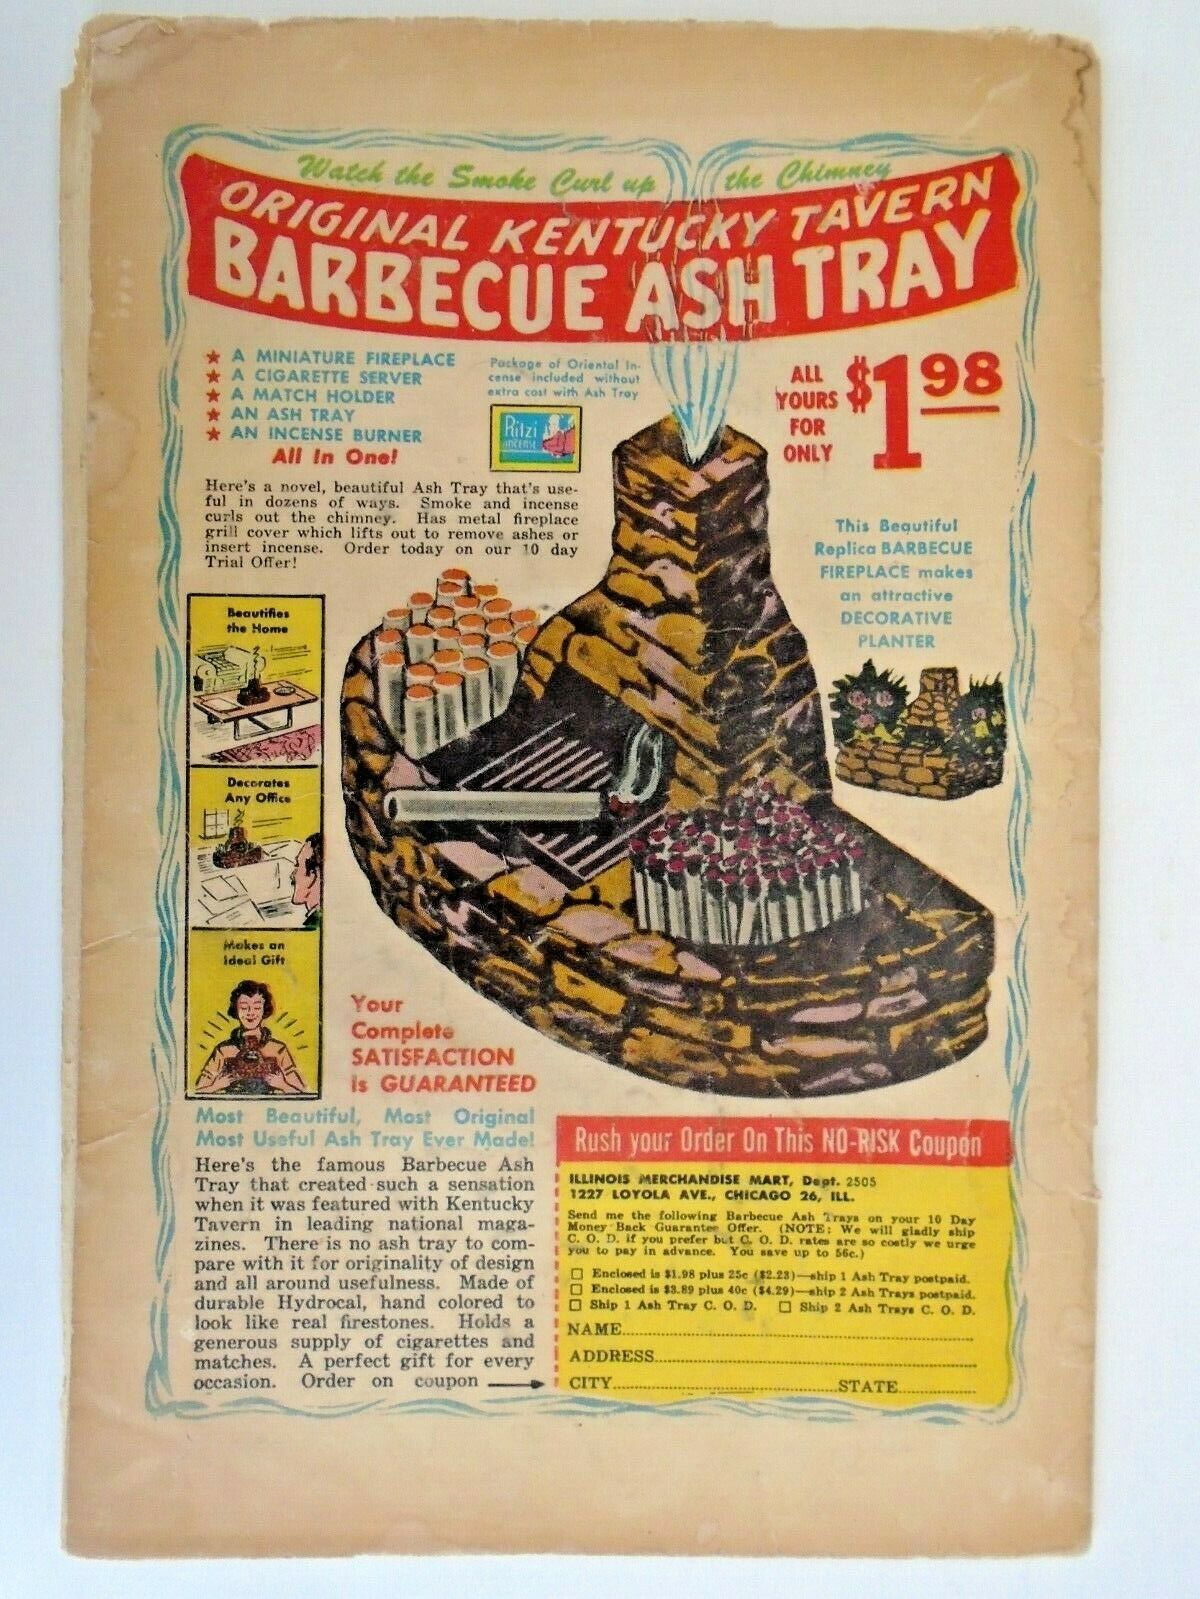 Watch the Smoke Curl up the Chimney
ORIGINAL KENTUCKY TAVERN
BARBECUE ASH TRAY
★ A MINIATURE FIREPLACE
★ A CIGARETTE SERVER
★ A MATCH HOLDER
★ AN ASH TRAY
★ AN INCENSE BURNER
All In One!
Package of Oriental In-
cense included without
extra cost with Ash Tray
Ritzi
INCENSE
ALL
YOURS
FOR
ONLY
$1.98
Here's a novel, beautiful Ash Tray that's use-
ful in dozens of ways. Smoke and incense
curls out the chimney. Has metal fireplace
grill cover which lifts out to remove ashes or
insert incense. Order today on our 10 day
Trial Offer!
This Beautiful
Replica BARBECUE
FIREPLACE makes
an attractive
DECORATIVE
PLANTER
Beautifies
the Home
Decorates
Any Office
Makes an
Ideal Gift
Your
Complete
SATISFACTION
is GUARANTEED
Most Beautiful, Most Original
Most Useful Ash Tray Ever Made!
Here's the famous Barbecue Ash
Tray that created such a sensation
when it was featured with Kentucky
Tavern in leading national maga-
zines. There is no ash tray to com-
pare with it for originality of design
and all around usefulness. Made of
durable Hydrocal, hand colored to
look like real firestones. Holds a
generous supply of cigarettes and
matches. A perfect gift for every
occasion. Order on coupon
Rush your Order On This NO-RISK Coupon
ILLINOIS MERCHANDISE MART, Dept. 2505
1227 LOYOLA AVE., CHICAGO 26, ILL.
Send me the following Barbecue Ash Trays on your 10 Day
Money Back Guarantee Offer. (NOTE: We will gladly ship
C. O. D. if you prefer but C. O. D. rates are so costly we urge
you to pay in advance. You save up to 56c.)
☐ Enclosed is $1.98 plus 25c ($2.23)—ship 1 Ash Tray postpaid.
☐ Enclosed is $3.89 plus 40c ($4.29)—ship 2 Ash Trays postpaid.
☐ Ship 1 Ash Tray C. O. D. ☐ Ship 2 Ash Trays C. O. D.
NAME
ADDRESS
CITY STATE